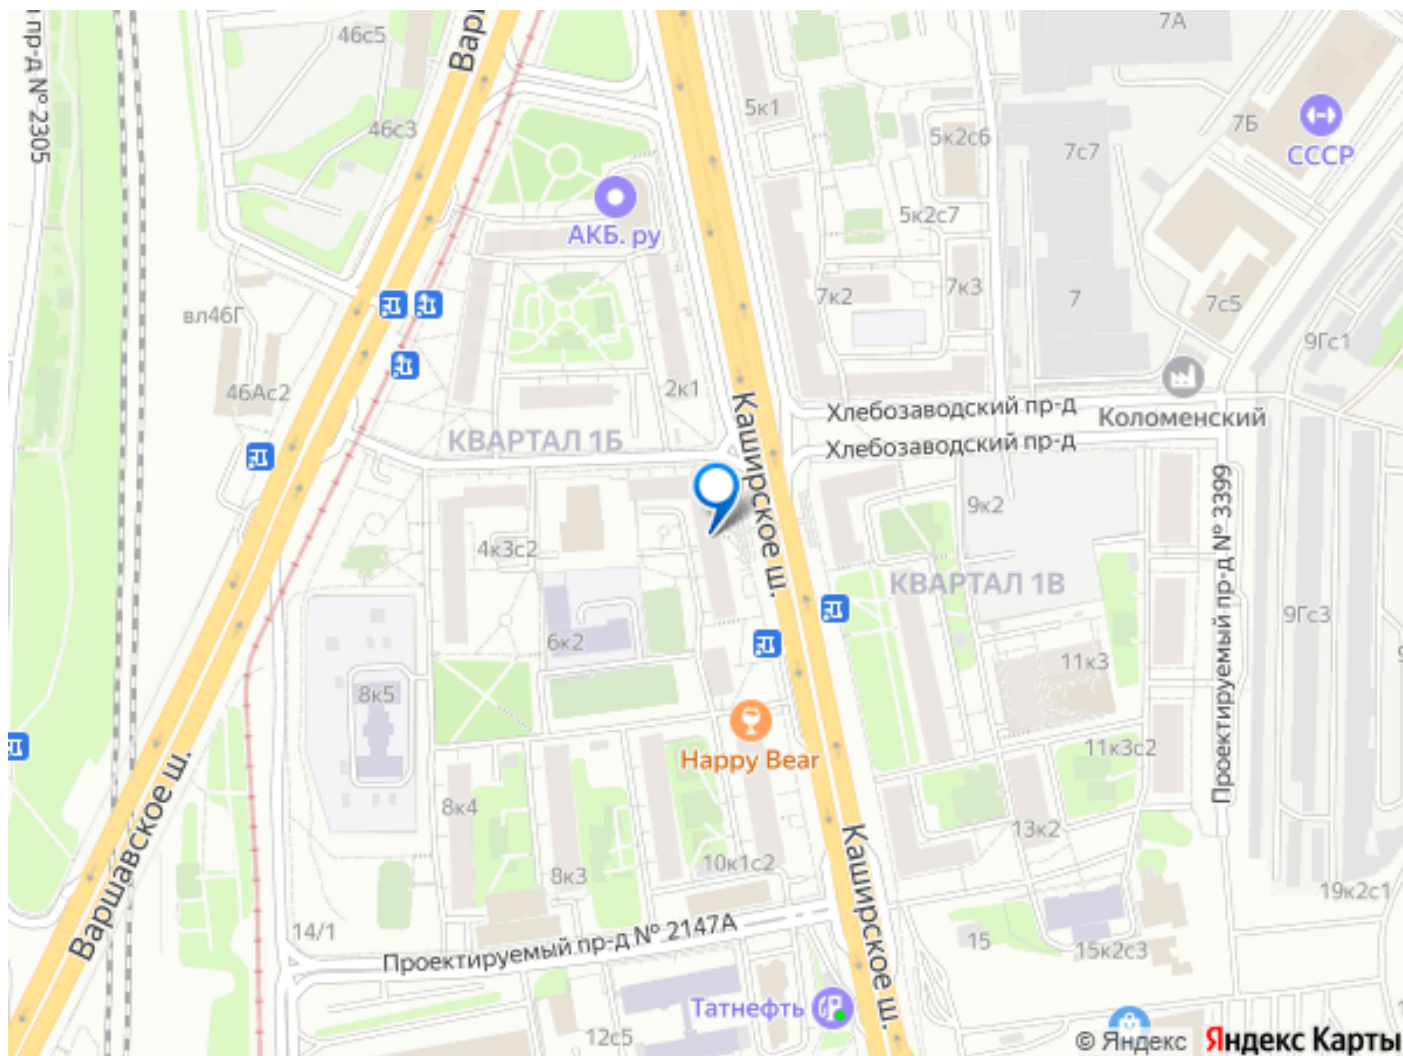 7А
46с5
Вар
пр-д № 2305
5к1
7Б
46с3
5к2с6
7с7
СССР
АКБ. ру
5к2с7
7к2
7к3
7
7с5
вл46Г
9Гс1
46Ас2
2к1
Хлебозаводский пр-д
Коломенский
КВАРТАЛ 1Б
Хлебозаводский пр-д
Каширское ш.
9к2
Проектируемый пр-д № 3399
4к3с2
КВАРТАЛ 1В
9Гс3
6к2
11к3
8к5
Happy Bear
11к3с2
Варшавское ш.
8к4
13к2
Каширское ш.
8к3
10к1с2
19к2с1
14/1
Проектируемый пр-д № 2147А
15
15к2с3
Татнефть
12с5
© Яндекс Яндекс Карты